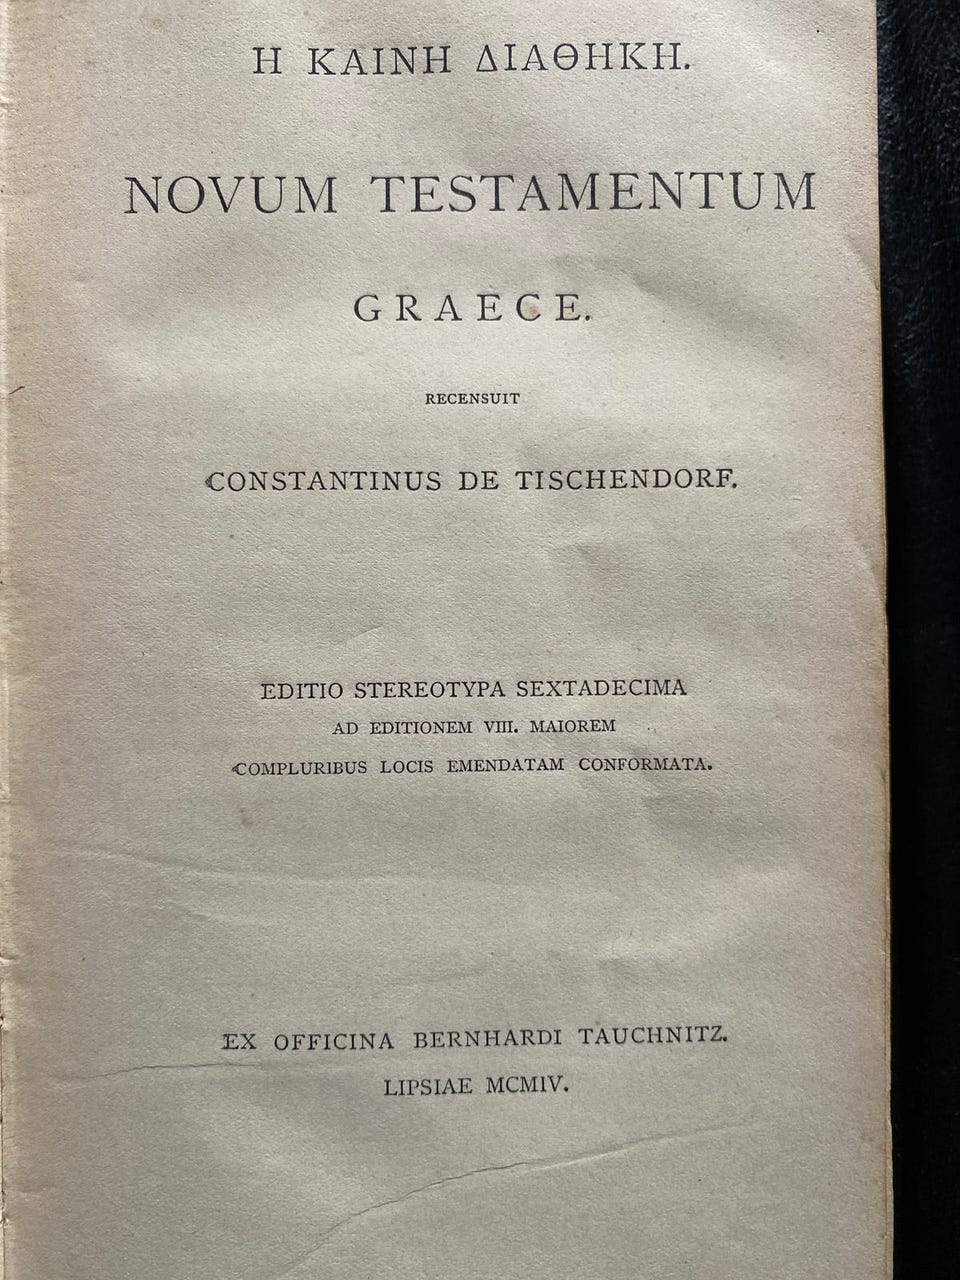 Η ΚΑΙΝΗ ΔΙΑΘΗΚΗ.
NOVUM TESTAMENTUM
GRAECE.
RECENSUIT
CONSTANTINUS DE TISCHENDORF.
EDITIO STEREOTYPA SEXTADECIMA
AD EDITIONEM VIII. MAIOREM
COMPLURIBUS LOCIS EMENDATAM CONFORMATA.
EX OFFICINA BERNHARDI TAUCHNITZ.
LIPSIAE MCMIV.